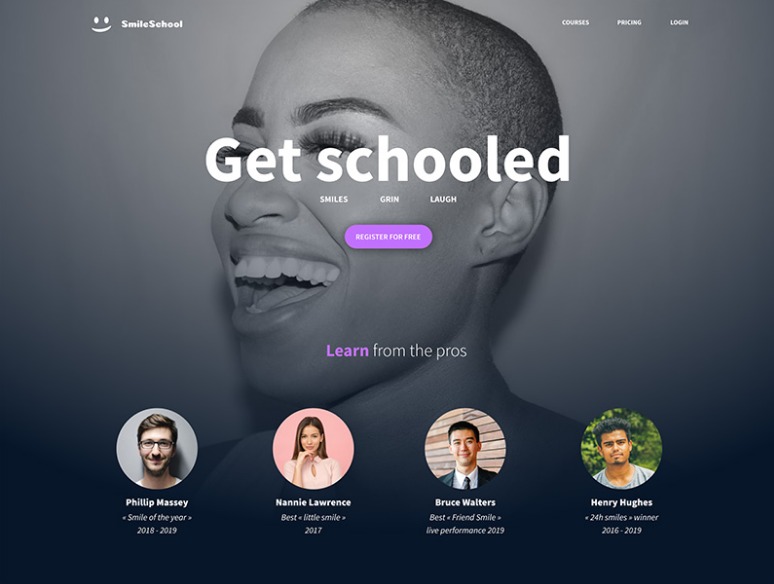 SmileSchool
COURSES
PRICING
LOGIN
Get schooled
SMILES
GRIN
LAUGH
REGISTER FOR FREE
Learn from the pros
Phillip Massey
« Smile of the year »
2018 - 2019
Nannie Lawrence
Best « little smile »
2017
Bruce Walters
Best « Friend Smile »
live performance 2019
Henry Hughes
« 24h smiles » winner
2016 - 2019